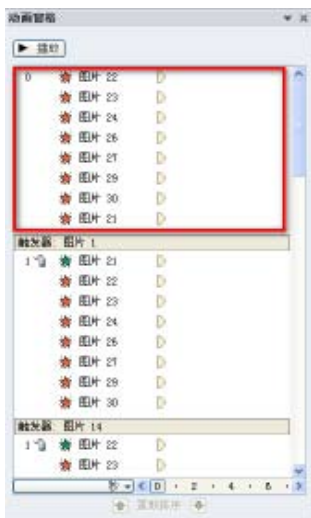 动画窗格
播放
0 图片 22
图片 23
图片 24
图片 26
图片 27
图片 29
图片 30
图片 21
触发器: 图片 1
1 图片 21
图片 22
图片 23
图片 24
图片 26
图片 27
图片 29
图片 30
触发器: 图片 14
1 图片 22
图片 23
秒 0 2 4 6
重新排序